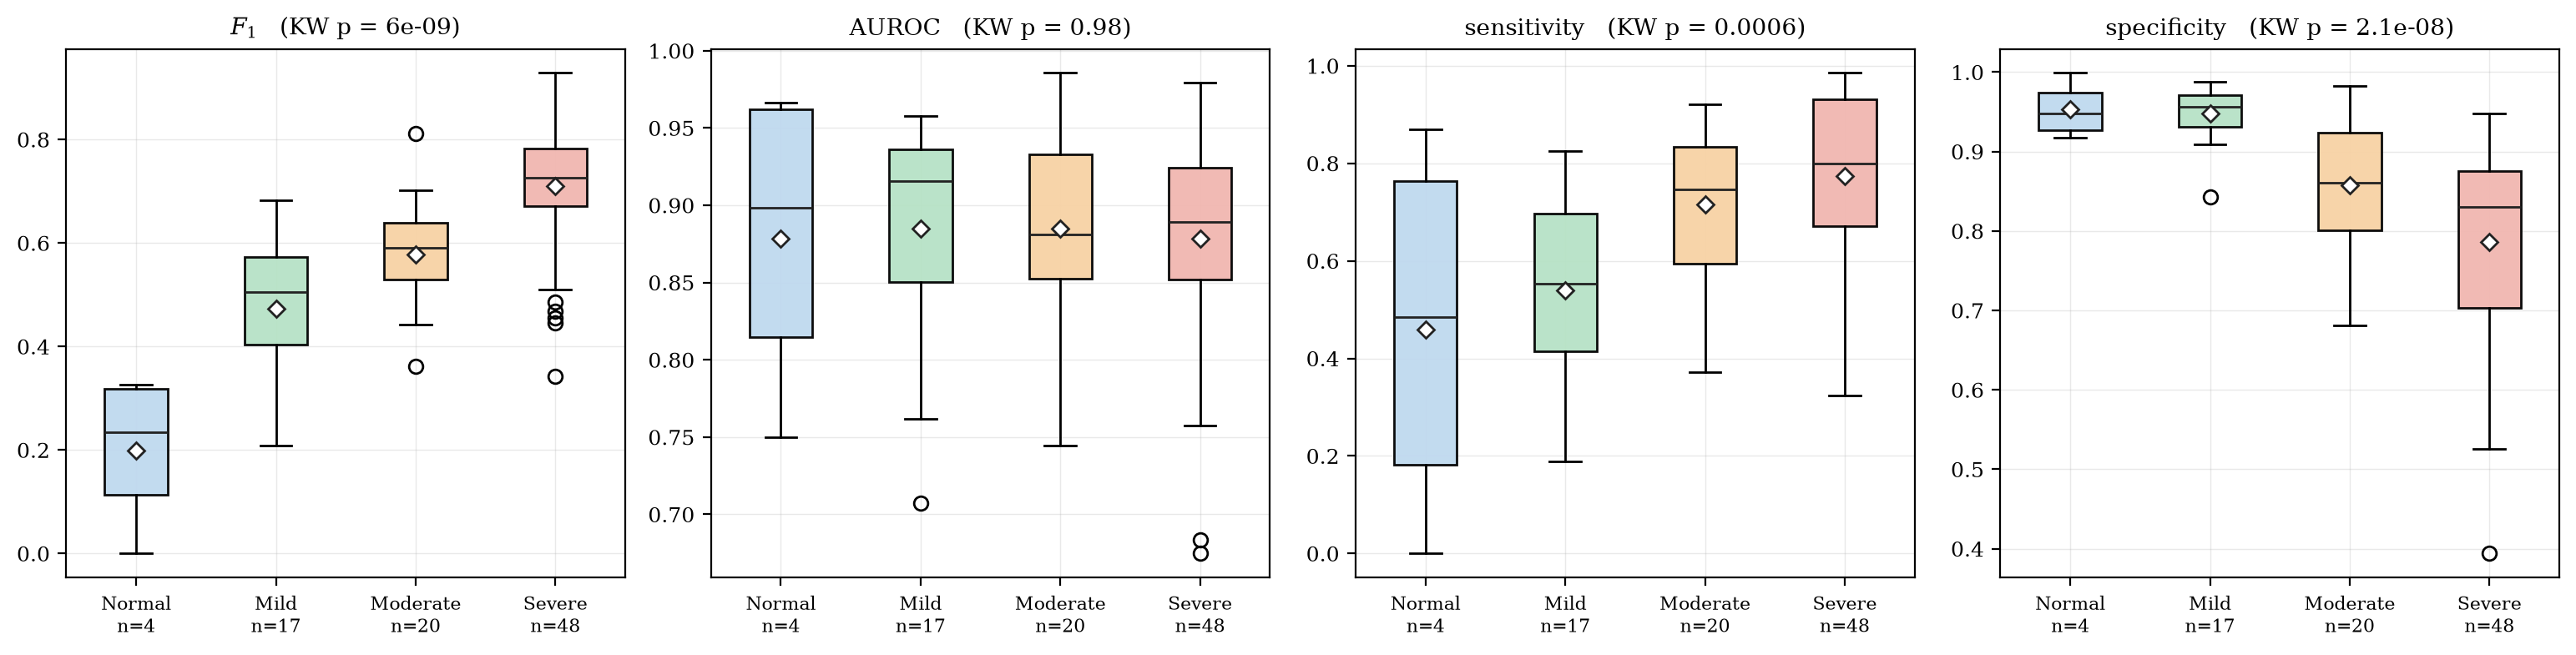 F1 (KW p = 6e-09)
0.8
0.6
0.4
0.2
0.0
Normal
n=4
Mild
n=17
Moderate
n=20
Severe
n=48
AUROC (KW p = 0.98)
1.00
0.95
0.90
0.85
0.80
0.75
0.70
Normal
n=4
Mild
n=17
Moderate
n=20
Severe
n=48
sensitivity (KW p = 0.0006)
1.0
0.8
0.6
0.4
0.2
0.0
Normal
n=4
Mild
n=17
Moderate
n=20
Severe
n=48
specificity (KW p = 2.1e-08)
1.0
0.9
0.8
0.7
0.6
0.5
0.4
Normal
n=4
Mild
n=17
Moderate
n=20
Severe
n=48